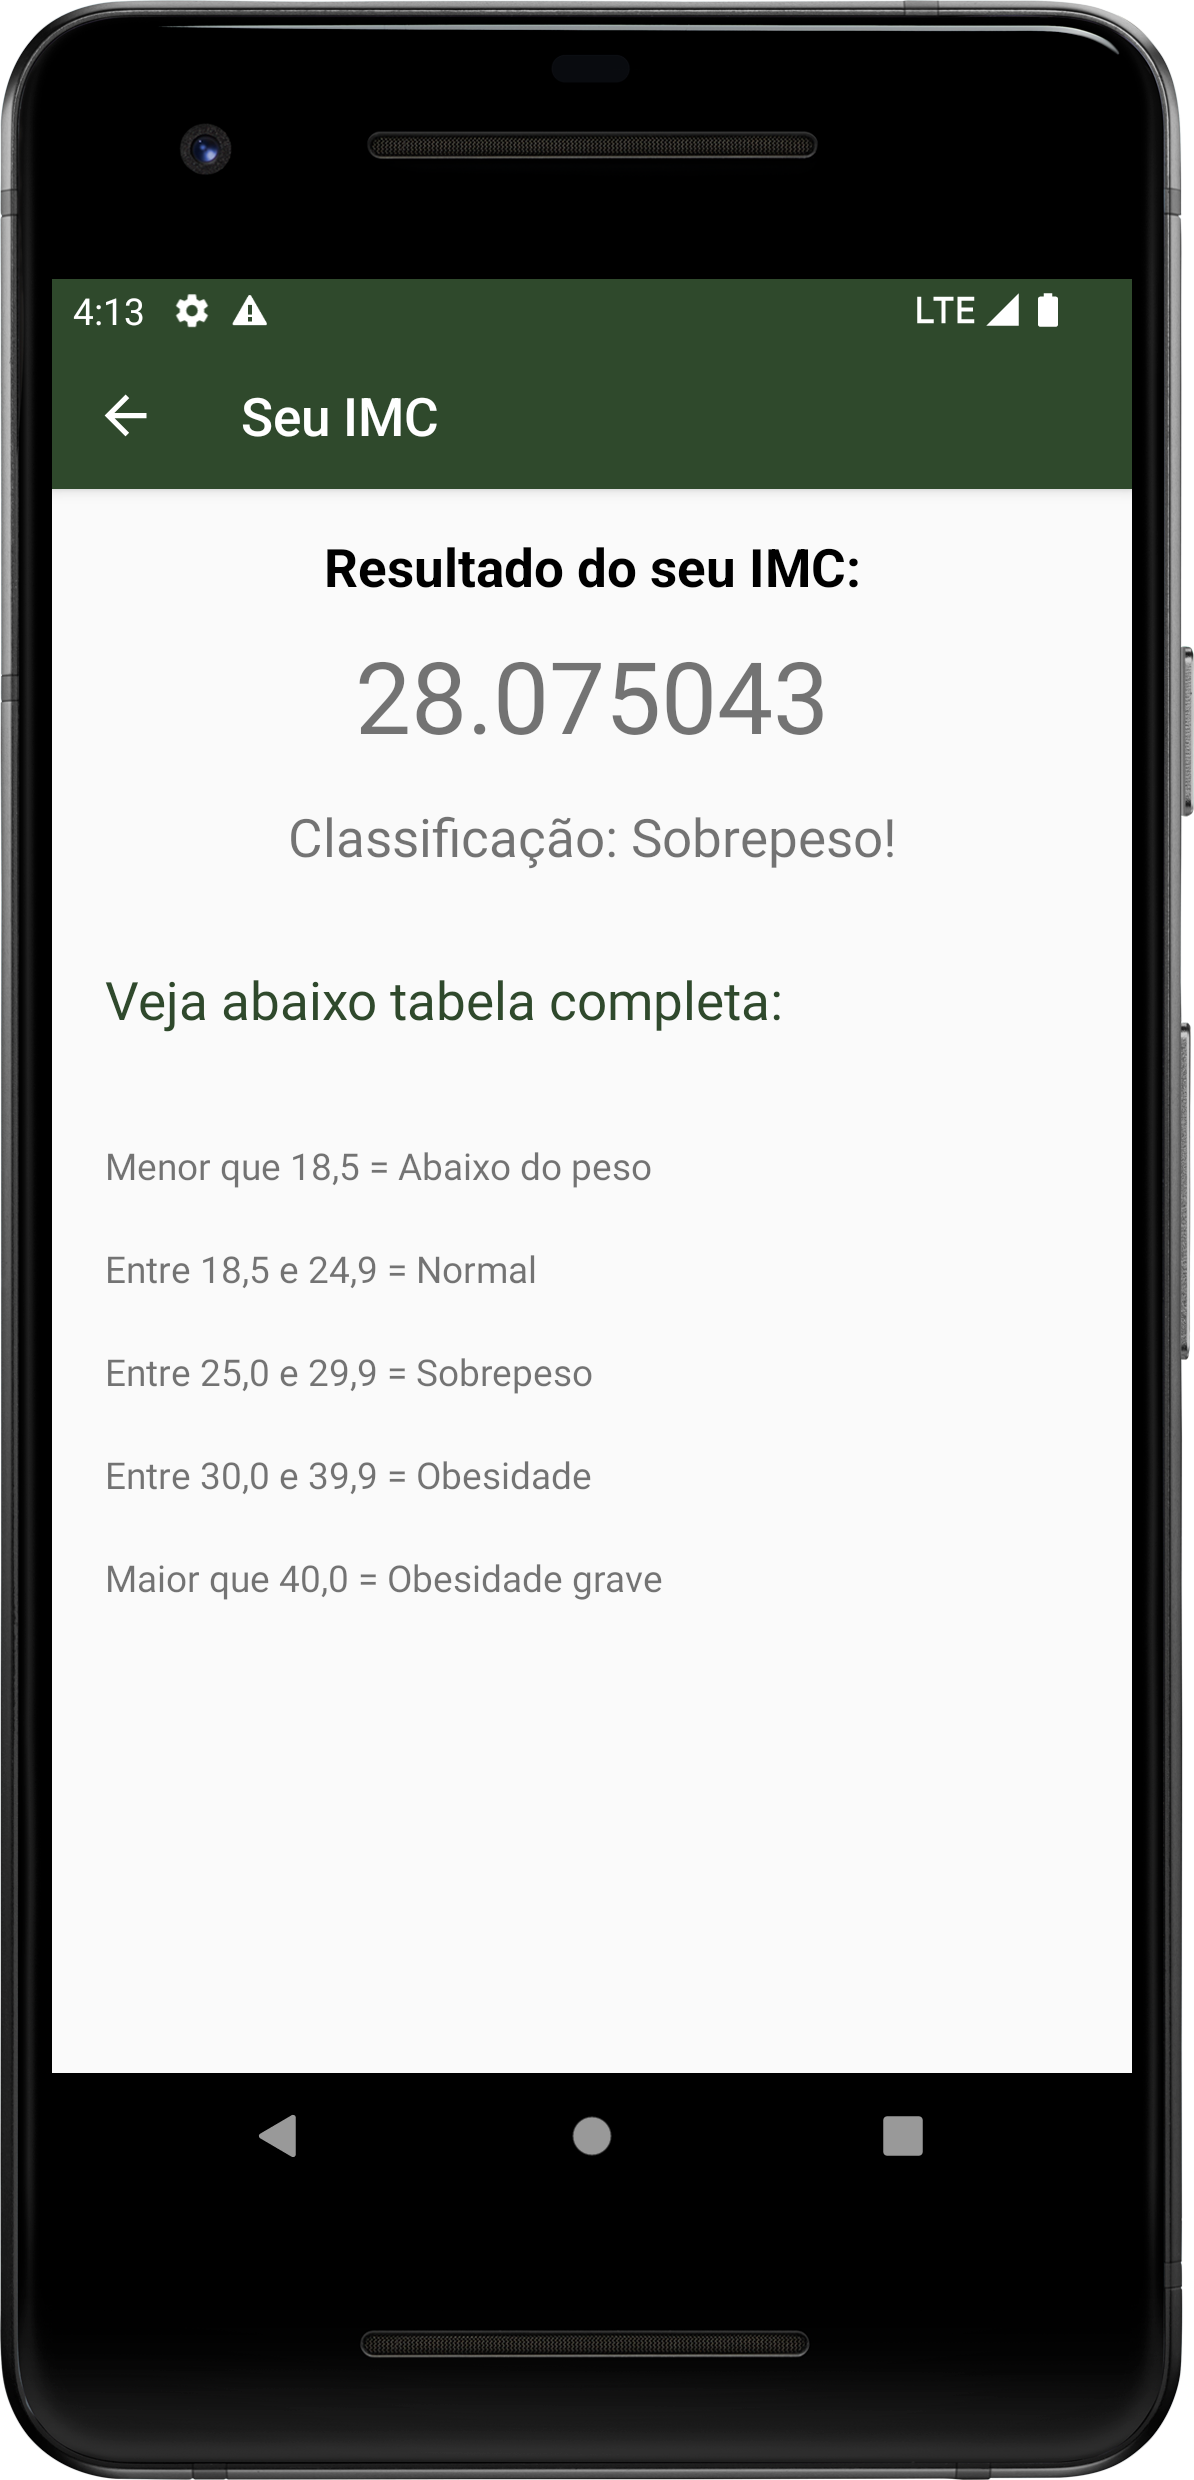 4:13 LTE
Seu IMC
Resultado do seu IMC:
28.075043
Classificação: Sobrepeso!
Veja abaixo tabela completa:
Menor que 18,5 = Abaixo do peso
Entre 18,5 e 24,9 = Normal
Entre 25,0 e 29,9 = Sobrepeso
Entre 30,0 e 39,9 = Obesidade
Maior que 40,0 = Obesidade grave